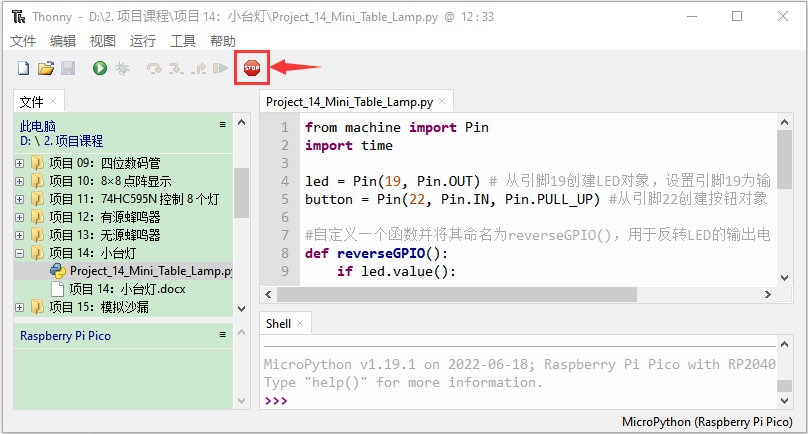 Thonny - D:\2. 项目课程\项目 14：小台灯\Project_14_Mini_Table_Lamp.py @ 12 : 33
文件 编辑 视图 运行 工具 帮助
STOP
文件 ×
此电脑 ≡
D: \ 2. 项目课程
项目 09：四位数码管
项目 10：8×8 点阵显示
项目 11：74HC595N 控制 8 个灯
项目 12：有源蜂鸣器
项目 13：无源蜂鸣器
项目 14：小台灯
Project_14_Mini_Table_Lamp.py
项目 14：小台灯.docx
项目 15：模拟沙漏
Raspberry Pi Pico ≡
Project_14_Mini_Table_Lamp.py ×
1 from machine import Pin
2 import time
3
4 led = Pin(19, Pin.OUT) # 从引脚19创建LED对象，设置引脚19为输
5 button = Pin(22, Pin.IN, Pin.PULL_UP) #从引脚22创建按钮对象
6
7 #自定义一个函数并将其命名为reverseGPIO()，用于反转LED的输出电
8 def reverseGPIO():
9 if led.value():
Shell ×
MicroPython v1.19.1 on 2022-06-18; Raspberry Pi Pico with RP2040
Type "help()" for more information.
>>>
MicroPython (Raspberry Pi Pico)